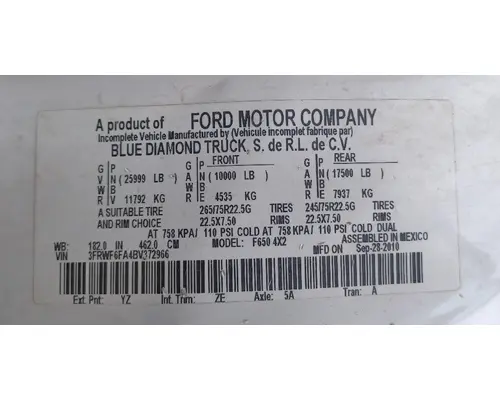 A product of FORD MOTOR COMPANY
Incomplete Vehicle Manufactured by (Vehicule incomplet fabrique par)
BLUE DIAMOND TRUCK, S. de R.L. de C.V.
G P G P FRONT G P REAR
V N (25999 LB) A N (10000 LB) A N (17500 LB)
W B W B W B
R V 11792 KG R E 4535 KG R E 7937 KG
A SUITABLE TIRE 265/75R22.5G TIRES 245/75R22.5G TIRES
AND RIM CHOICE 22.5X7.50 RIMS 22.5X7.50 RIMS
AT 758 KPA/ 110 PSI COLD AT 758 KPA/ 110 PSI COLD DUAL
WB: 182.0 IN 462.0 CM MODEL: F650 4X2 ASSEMBLED IN MEXICO
VIN 3FRWF6FA4BV372966 MFD ON Sep-28-2010
Ext. Pnt: YZ Int. Trim: ZE Axle: 5A Tran: A